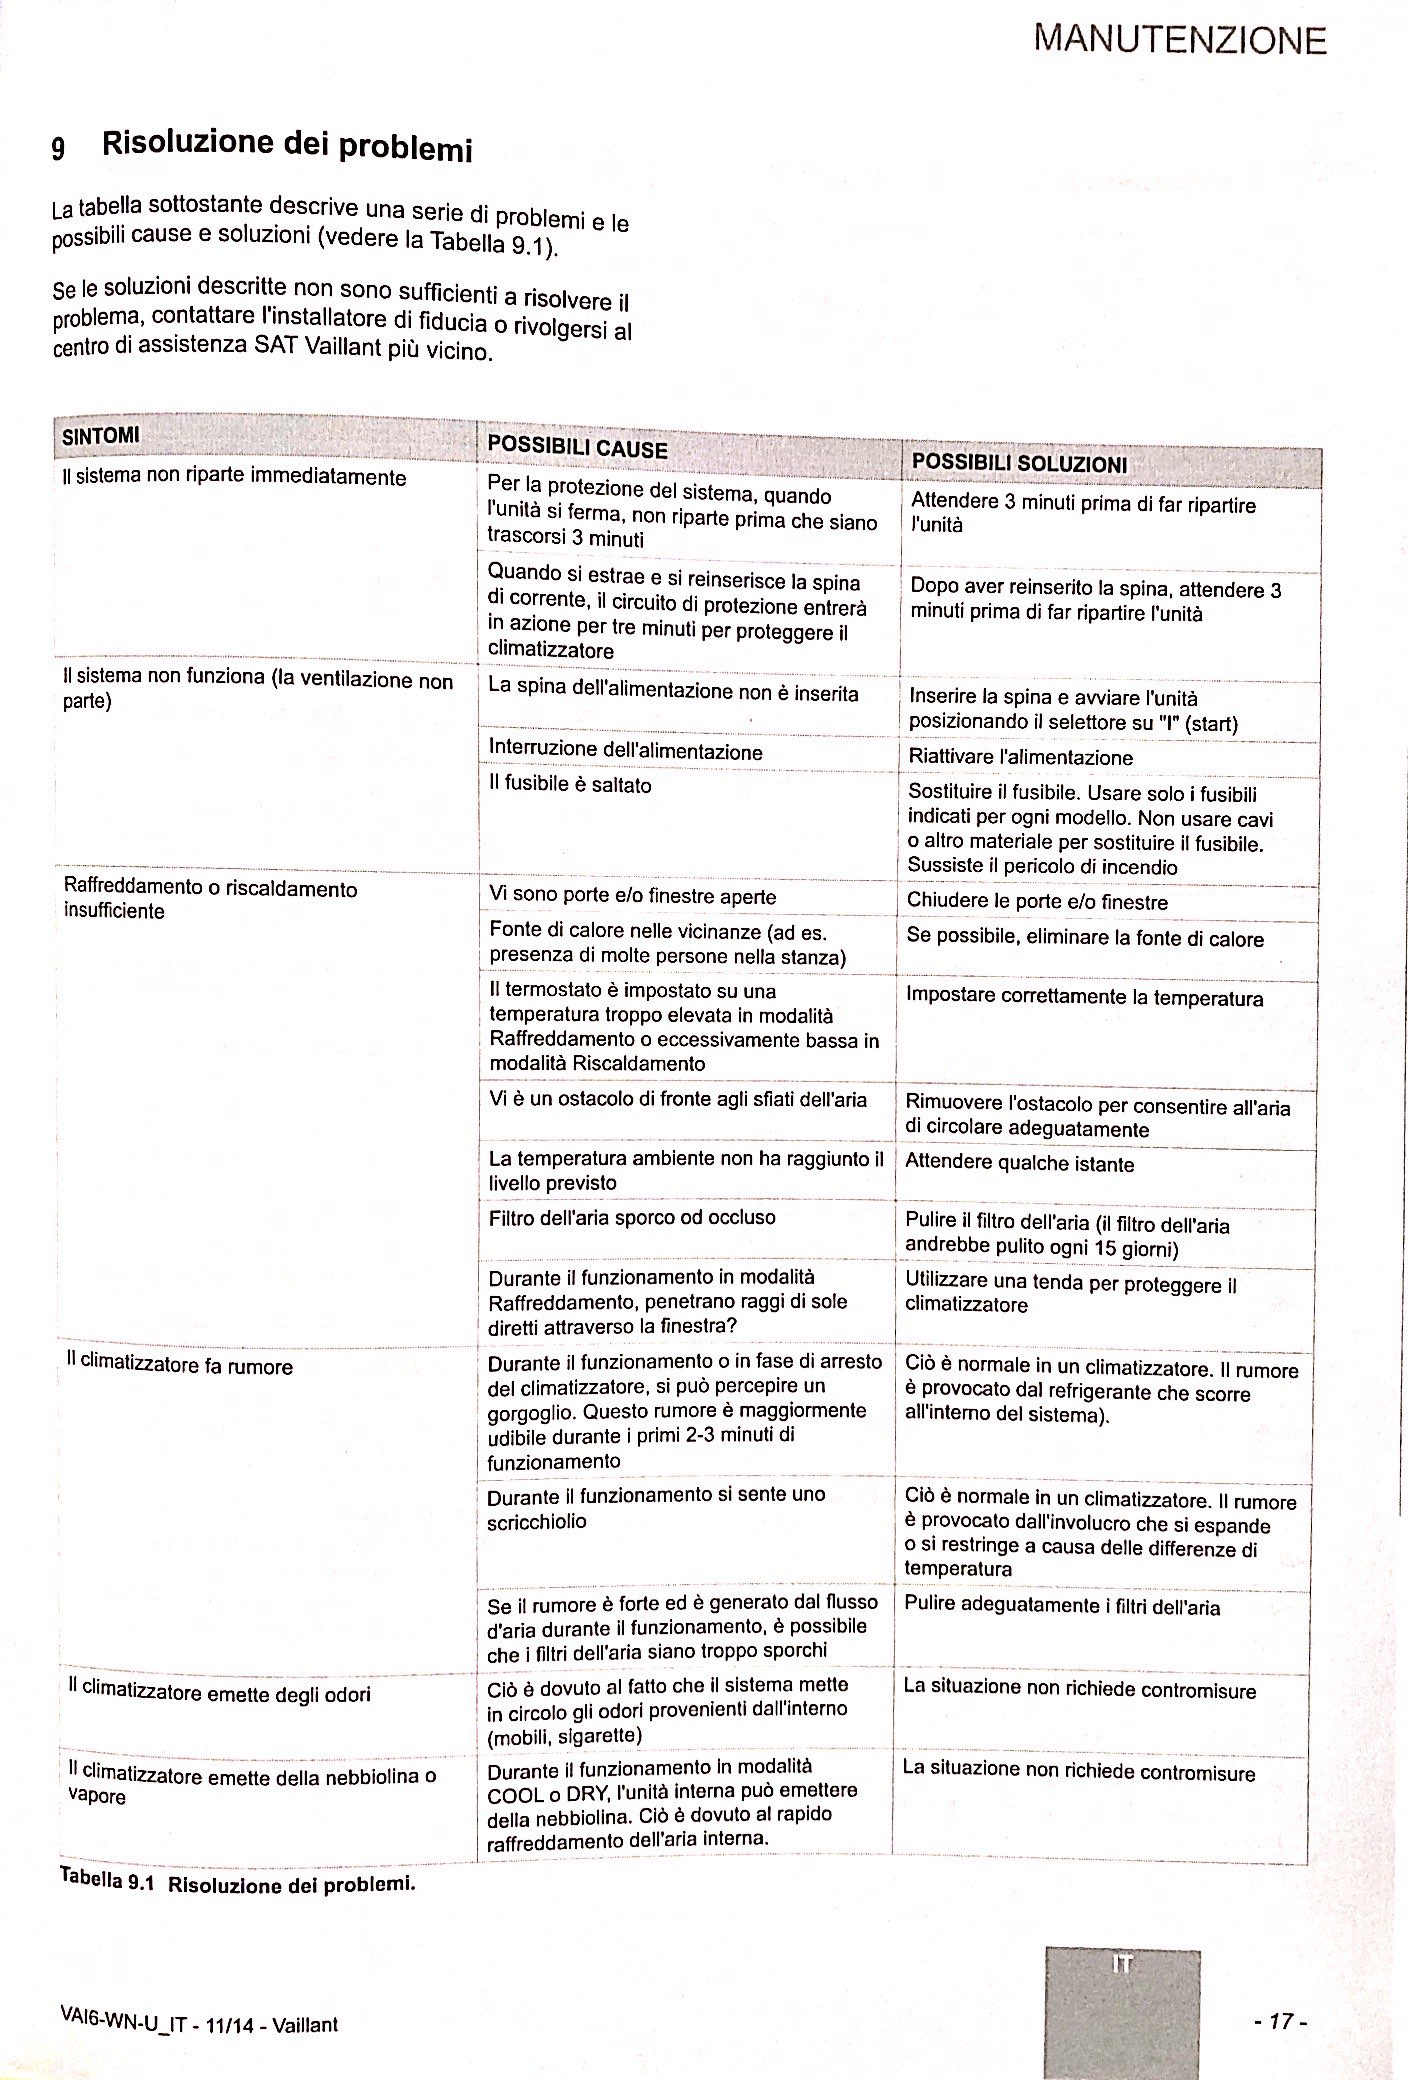 MANUTENZIONE
9 Risoluzione dei problemi
La tabella sottostante descrive una serie di problemi e le
possibili cause e soluzioni (vedere la Tabella 9.1).
Se le soluzioni descritte non sono sufficienti a risolvere il
problema, contattare l'installatore di fiducia o rivolgersi al
centro di assistenza SAT Vaillant più vicino.
SINTOMI
POSSIBILI CAUSE
POSSIBILI SOLUZIONI
Il sistema non riparte immediatamente
Per la protezione del sistema, quando
l'unità si ferma, non riparte prima che siano
trascorsi 3 minuti
Attendere 3 minuti prima di far ripartire
l'unità
Quando si estrae e si reinserisce la spina
di corrente, il circuito di protezione entrerà
in azione per tre minuti per proteggere il
climatizzatore
Dopo aver reinserito la spina, attendere 3
minuti prima di far ripartire l'unità
Il sistema non funziona (la ventilazione non
parte)
La spina dell'alimentazione non è inserita
Inserire la spina e avviare l'unità
posizionando il selettore su "I" (start)
Interruzione dell'alimentazione
Riattivare l'alimentazione
Il fusibile è saltato
Sostituire il fusibile. Usare solo i fusibili
indicati per ogni modello. Non usare cavi
o altro materiale per sostituire il fusibile.
Sussiste il pericolo di incendio
Raffreddamento o riscaldamento
insufficiente
Vi sono porte e/o finestre aperte
Chiudere le porte e/o finestre
Fonte di calore nelle vicinanze (ad es.
presenza di molte persone nella stanza)
Se possibile, eliminare la fonte di calore
Il termostato è impostato su una
temperatura troppo elevata in modalità
Raffreddamento o eccessivamente bassa in
modalità Riscaldamento
Impostare correttamente la temperatura
Vi è un ostacolo di fronte agli sfiati dell'aria
Rimuovere l'ostacolo per consentire all'aria
di circolare adeguatamente
La temperatura ambiente non ha raggiunto il
livello previsto
Attendere qualche istante
Filtro dell'aria sporco od occluso
Pulire il filtro dell'aria (il filtro dell'aria
andrebbe pulito ogni 15 giorni)
Durante il funzionamento in modalità
Raffreddamento, penetrano raggi di sole
diretti attraverso la finestra?
Utilizzare una tenda per proteggere il
climatizzatore
Il climatizzatore fa rumore
Durante il funzionamento o in fase di arresto
del climatizzatore, si può percepire un
gorgoglio. Questo rumore è maggiormente
udibile durante i primi 2-3 minuti di
funzionamento
Ciò è normale in un climatizzatore. Il rumore
è provocato dal refrigerante che scorre
all'interno del sistema).
Durante il funzionamento si sente uno
scricchiolio
Ciò è normale in un climatizzatore. Il rumore
è provocato dall'involucro che si espande
o si restringe a causa delle differenze di
temperatura
Se il rumore è forte ed è generato dal flusso
d'aria durante il funzionamento, è possibile
che i filtri dell'aria siano troppo sporchi
Pulire adeguatamente i filtri dell'aria
Il climatizzatore emette degli odori
Ciò è dovuto al fatto che il sistema mette
in circolo gli odori provenienti dall'interno
(mobili, sigarette)
La situazione non richiede contromisure
Il climatizzatore emette della nebbiolina o
vapore
Durante il funzionamento in modalità
COOL o DRY, l'unità interna può emettere
della nebbiolina. Ciò è dovuto al rapido
raffreddamento dell'aria interna.
La situazione non richiede contromisure
Tabella 9.1 Risoluzione dei problemi.
IT
VAI6-WN-U_IT - 11/14 - Vaillant
- 17 -